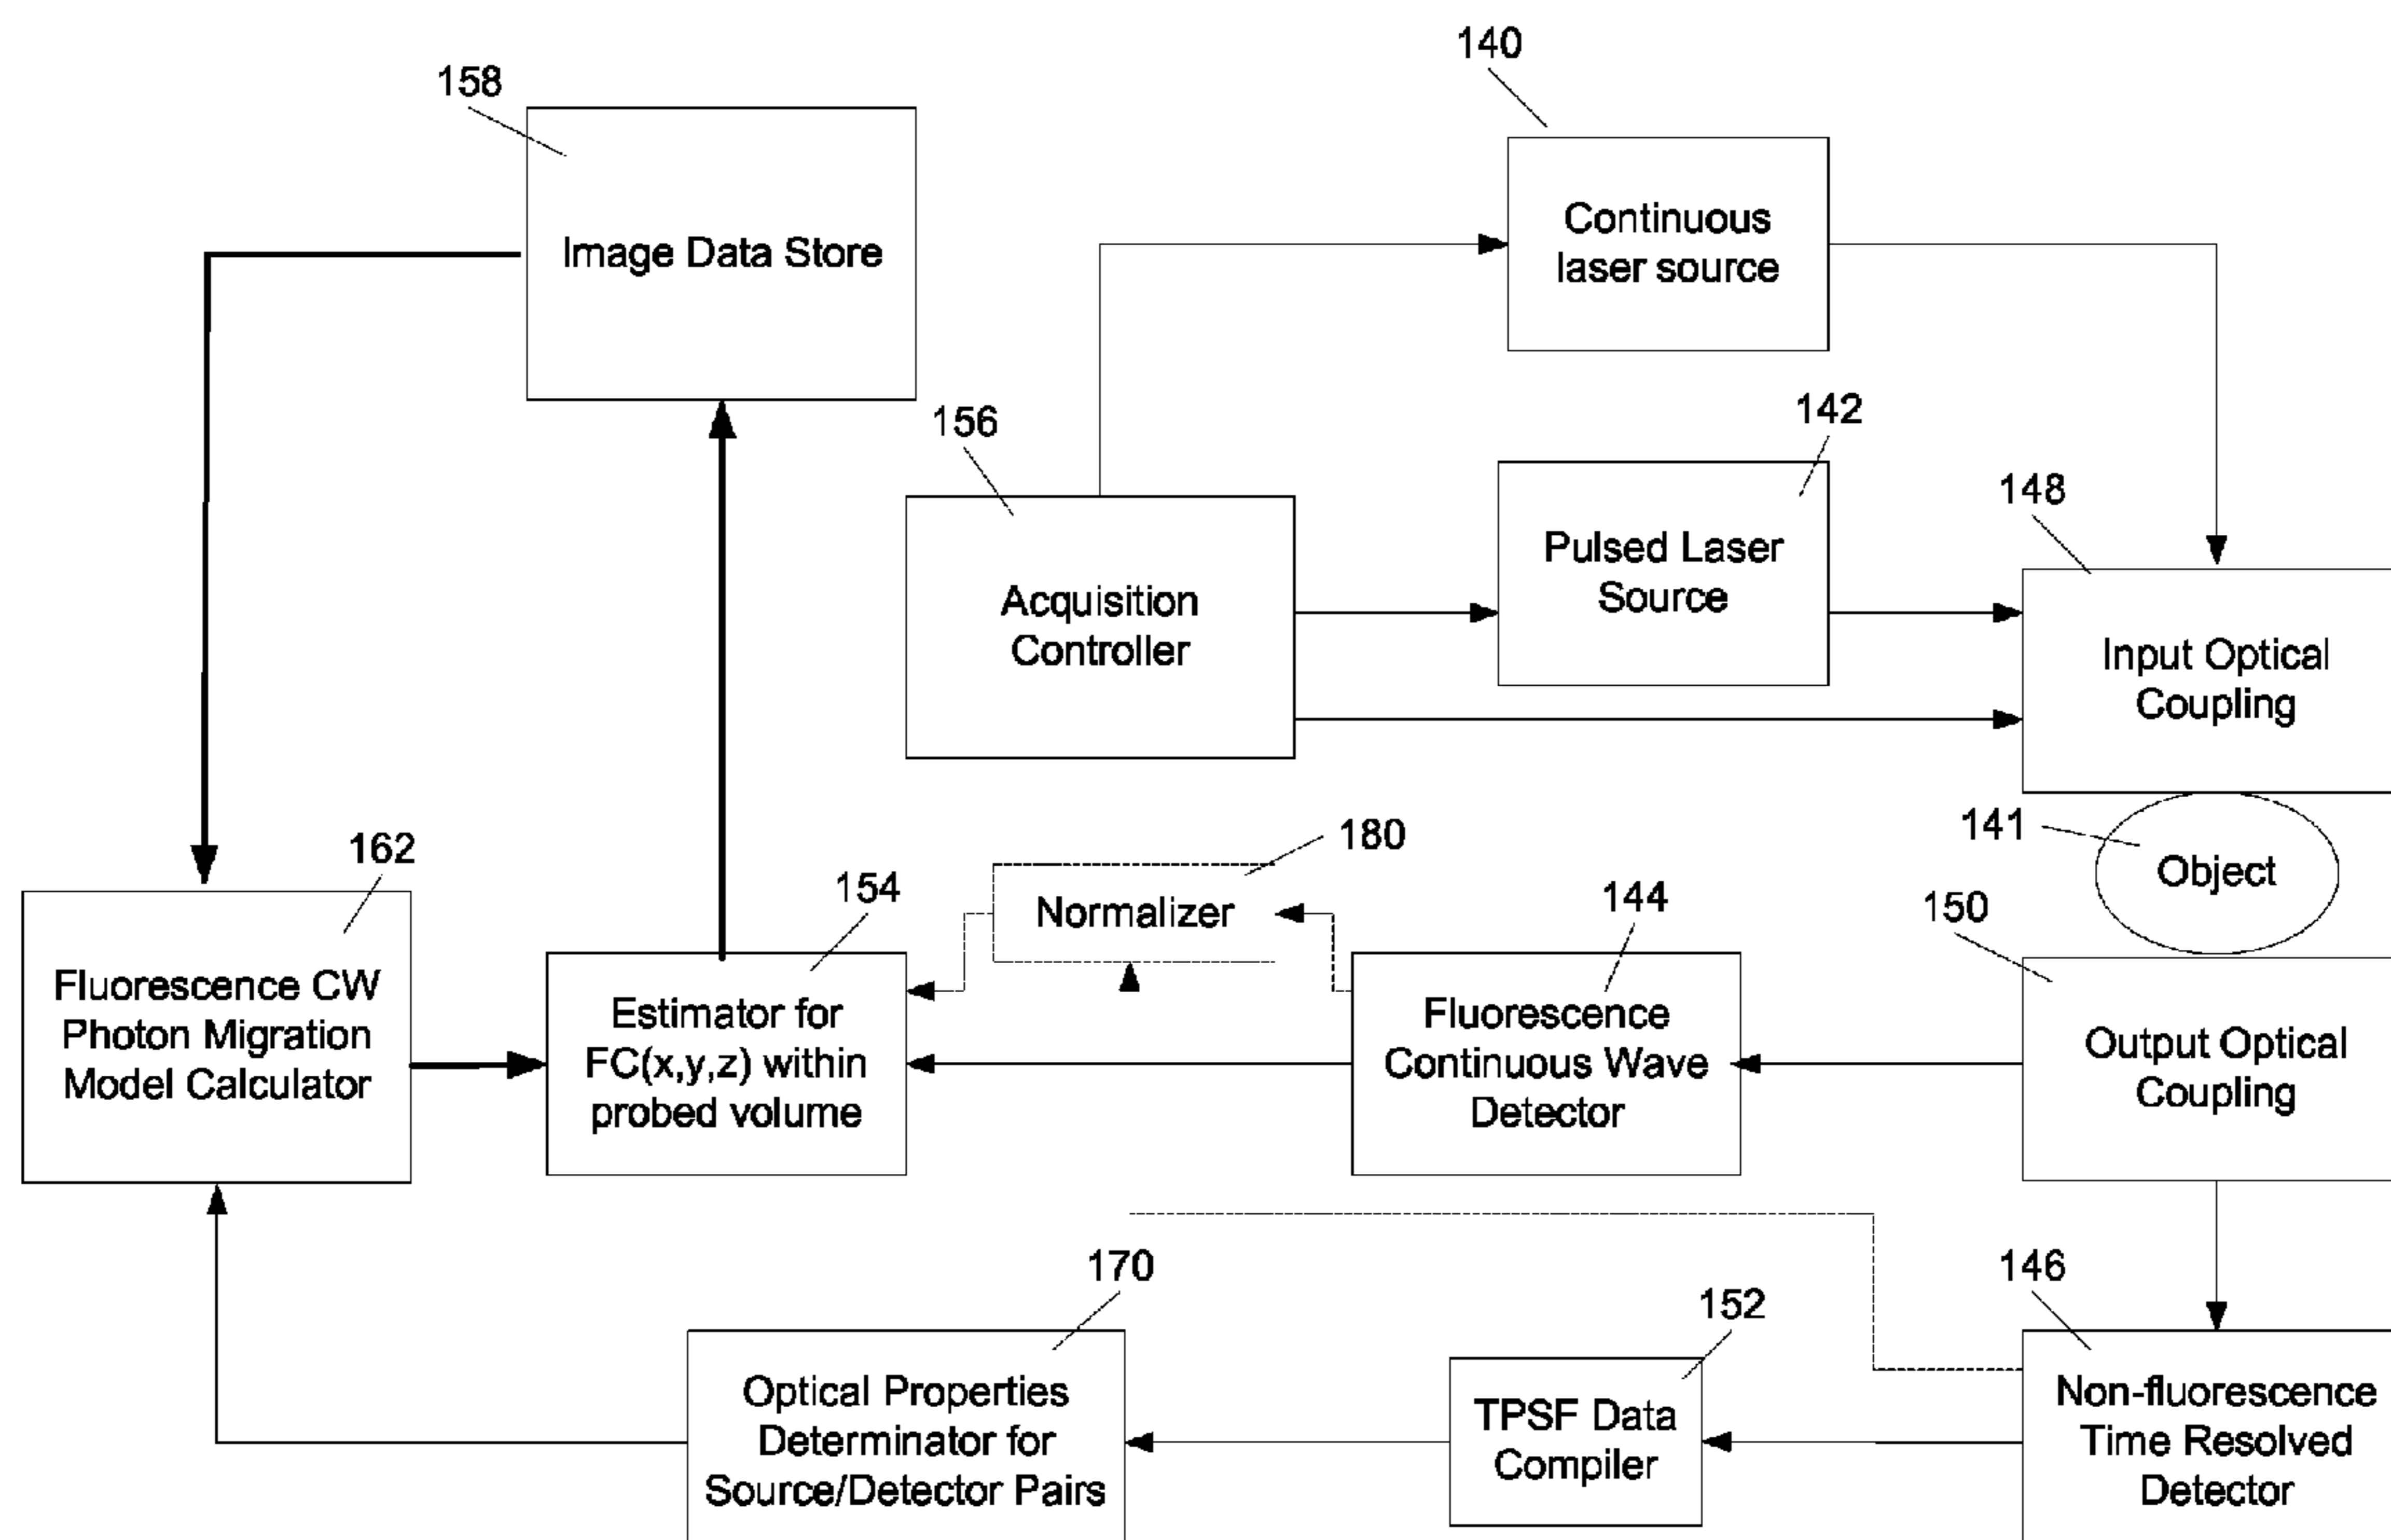 140
158
Continuous
laser source
Image Data Store
156
142
148
Pulsed Laser
Source
Acquisition
Controller
Input Optical
Coupling
141
Object
162
154
180
Normalizer
144
150
Fluorescence CW
Photon Migration
Model Calculator
Estimator for
FC(x,y,z) within
probed volume
Fluorescence
Continuous Wave
Detector
Output Optical
Coupling
170
152
146
Optical Properties
Determinator for
Source/Detector Pairs
TPSF Data
Compiler
Non-fluorescence
Time Resolved
Detector